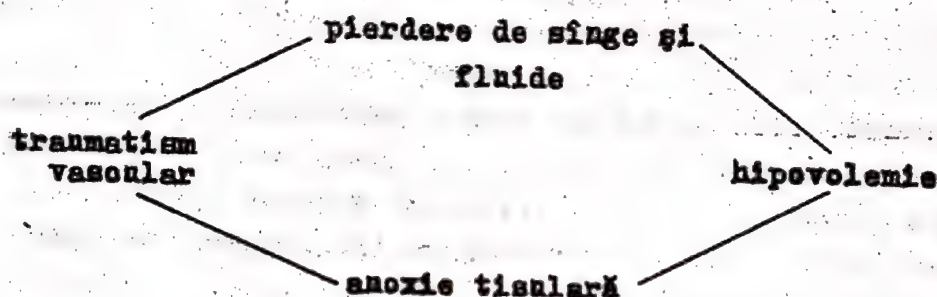 pierdere de sînge şi
fluide
traumatism
vascular
hipovolemie
anoxie tisulară